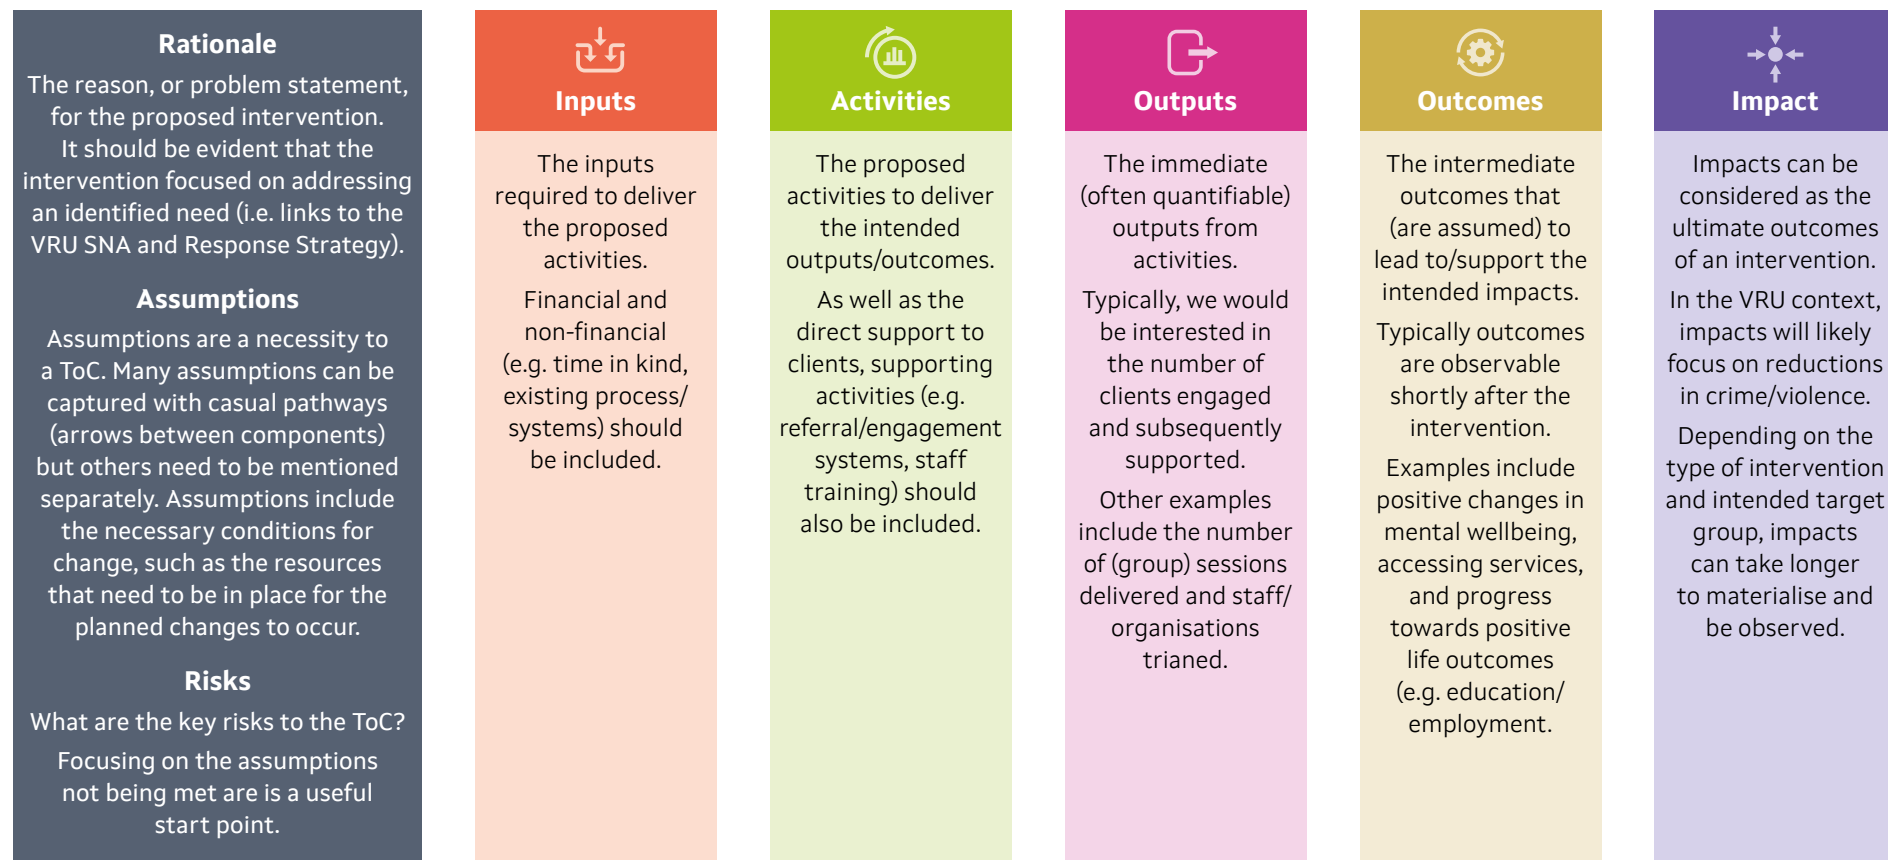 Rationale
The reason, or problem statement,
for the proposed intervention.
It should be evident that the
intervention focused on addressing
an identified need (i.e. links to the
VRU SNA and Response Strategy).
Assumptions
Assumptions are a necessity to
a ToC. Many assumptions can be
captured with casual pathways
(arrows between components)
but others need to be mentioned
separately. Assumptions include
the necessary conditions for
change, such as the resources
that need to be in place for the
planned changes to occur.
Risks
What are the key risks to the ToC?
Focusing on the assumptions
not being met are is a useful
start point.
Inputs
The inputs
required to deliver
the proposed
activities.
Financial and
non-financial
(e.g. time in kind,
existing process/
systems) should
be included.
Activities
The proposed
activities to deliver
the intended
outputs/outcomes.
As well as the
direct support to
clients, supporting
activities (e.g.
referral/engagement
systems, staff
training) should
also be included.
Outputs
The immediate
(often quantifiable)
outputs from
activities.
Typically, we would
be interested in
the number of
clients engaged
and subsequently
supported.
Other examples
include the number
of (group) sessions
delivered and staff/
organisations
trianed.
Outcomes
The intermediate
outcomes that
(are assumed) to
lead to/support the
intended impacts.
Typically outcomes
are observable
shortly after the
intervention.
Examples include
positive changes in
mental wellbeing,
accessing services,
and progress
towards positive
life outcomes
(e.g. education/
employment.
Impact
Impacts can be
considered as the
ultimate outcomes
of an intervention.
In the VRU context,
impacts will likely
focus on reductions
in crime/violence.
Depending on the
type of intervention
and intended target
group, impacts
can take longer
to materialise and
be observed.